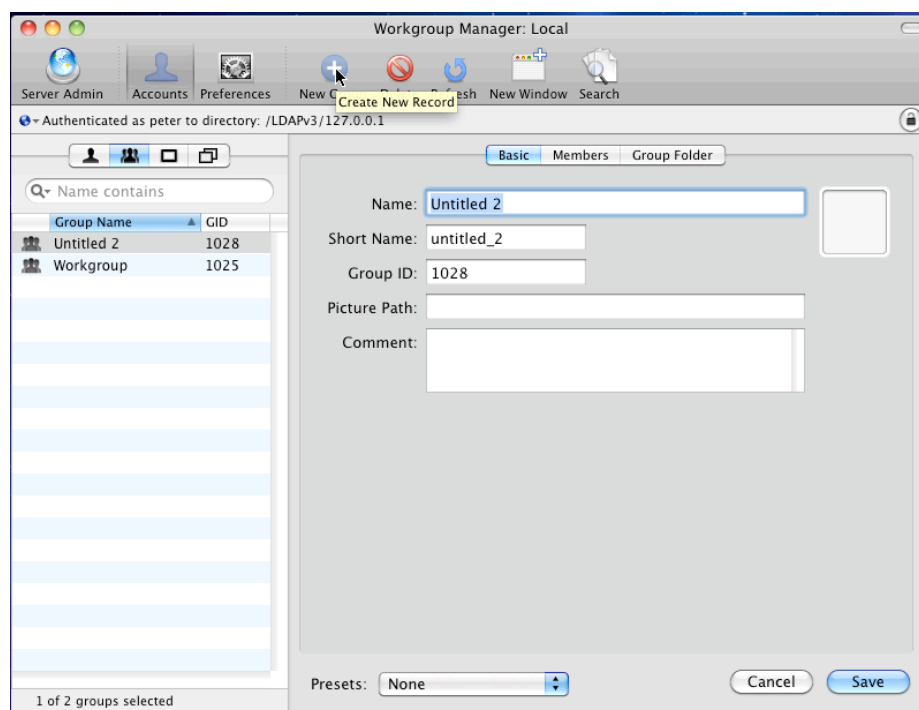 Workgroup Manager: Local
Server Admin Accounts Preferences New Window Search
Create New Record
Authenticated as peter to directory: /LDAPv3/127.0.0.1
Basic Members Group Folder
Name contains
Group Name GID
Untitled 2 1028
Workgroup 1025
Name: Untitled 2
Short Name: untitled_2
Group ID: 1028
Picture Path:
Comment:
Presets: None
Cancel Save
1 of 2 groups selected